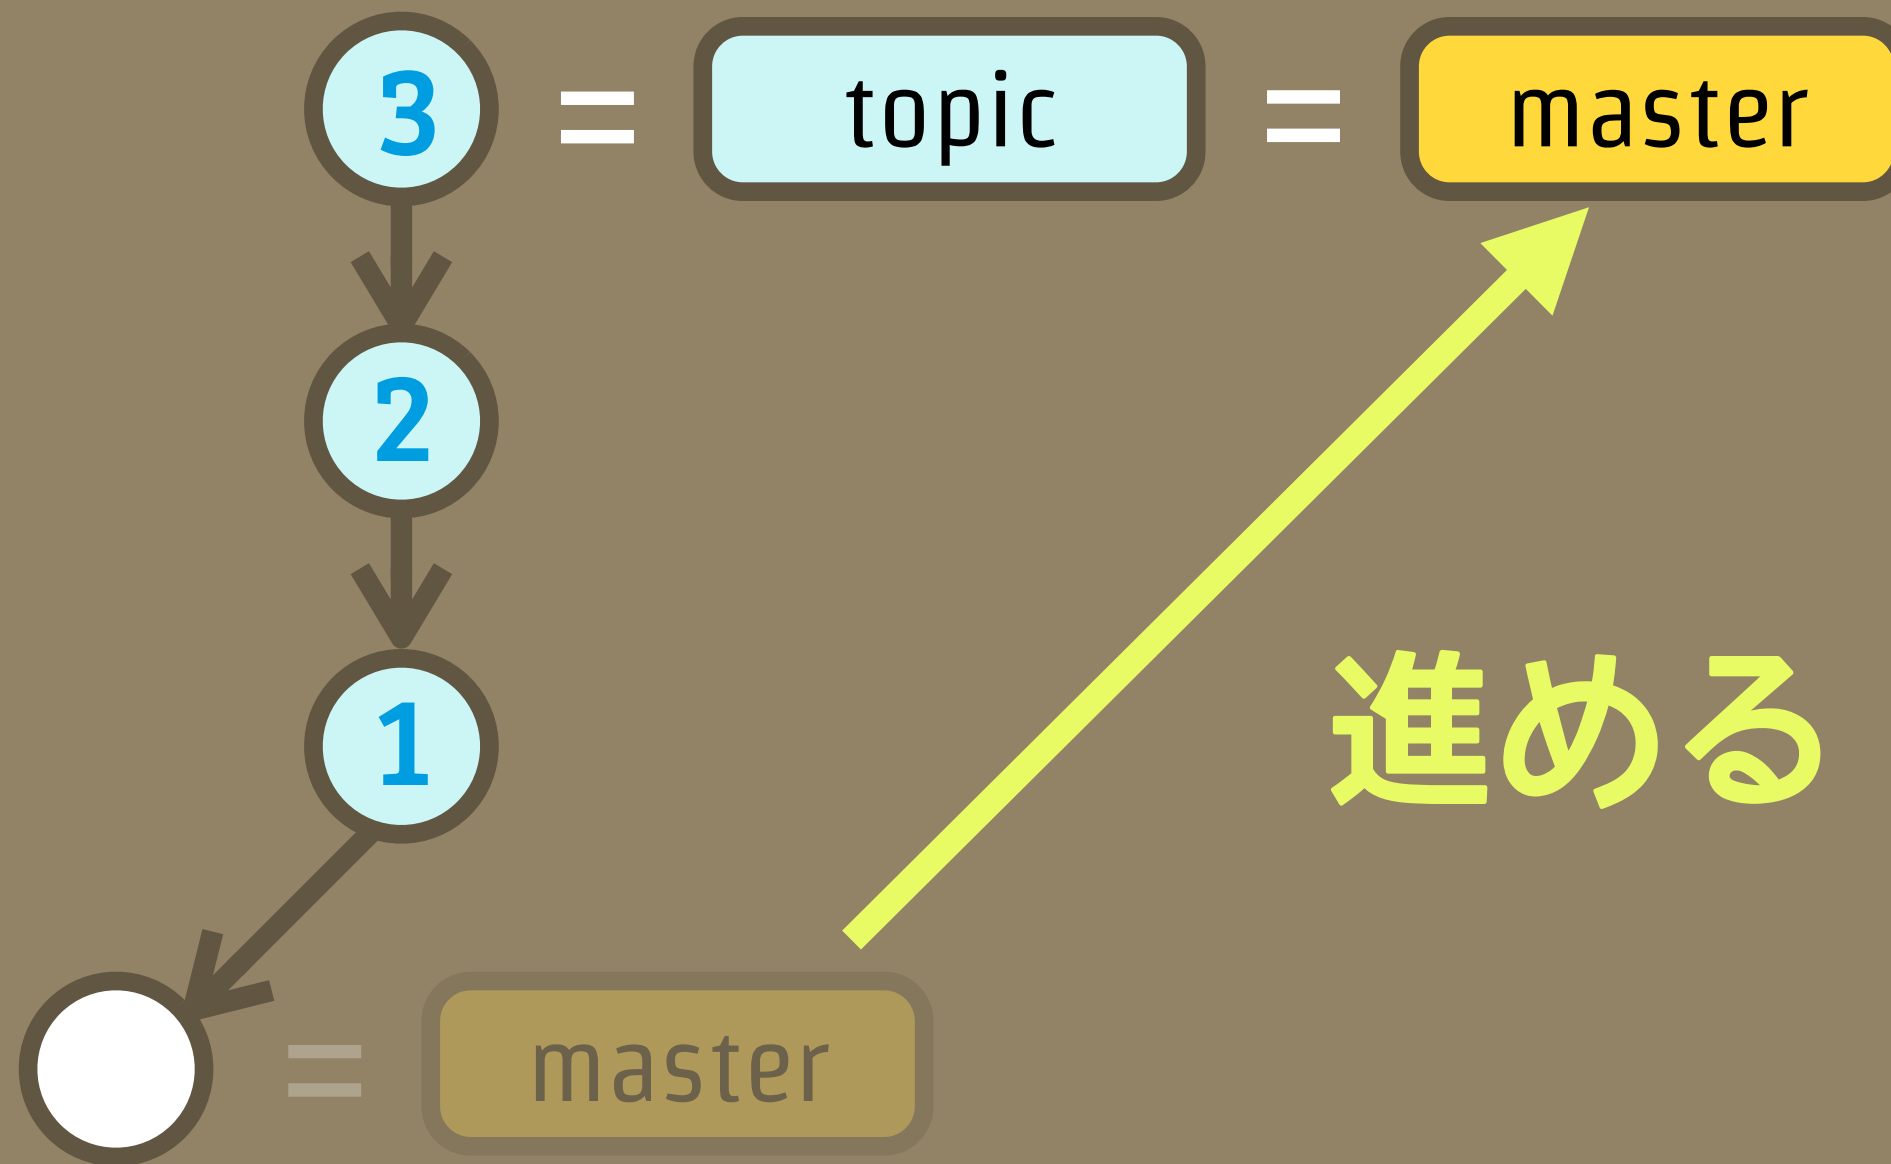 3 = topic = master
2
1
進める
= master